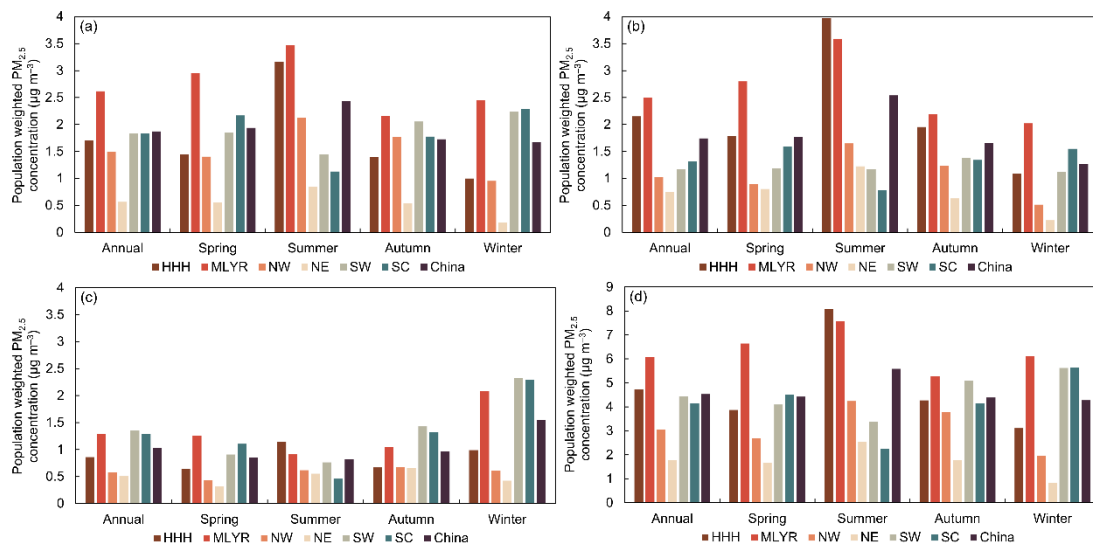 (a)
Population weighted PM2.5
concentration (µg m−3)
4
3.5
3
2.5
2
1.5
1
0.5
0
Annual Spring Summer Autumn Winter
HHH MLYR NW NE SW SC China
(b)
Population weighted PM2.5
concentration (µg m−3)
4
3.5
3
2.5
2
1.5
1
0.5
0
Annual Spring Summer Autumn Winter
HHH MLYR NW NE SW SC China
(c)
Population weighted PM2.5
concentration (µg m−3)
4
3.5
3
2.5
2
1.5
1
0.5
0
Annual Spring Summer Autumn Winter
HHH MLYR NW NE SW SC China
(d)
Population weighted PM2.5
concentration (µg m−3)
9
8
7
6
5
4
3
2
1
0
Annual Spring Summer Autumn Winter
HHH MLYR NW NE SW SC China